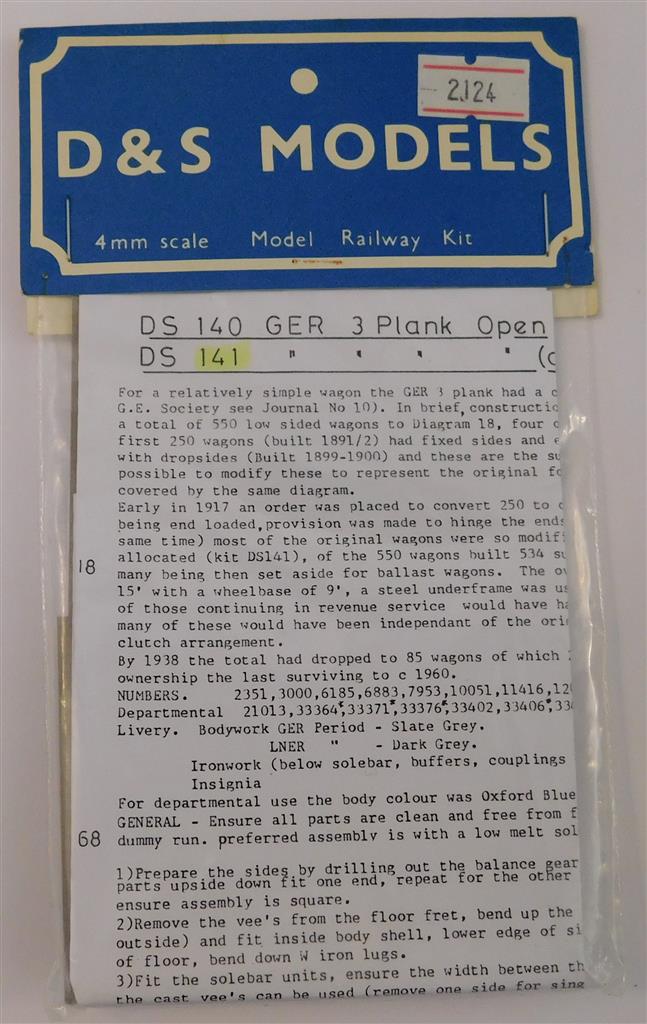 2124
D & S MODELS
4mm scale Model Railway Kit
DS 140 GER 3 Plank Open
DS 141 " " " " (c
For a relatively simple wagon the GER 3 plank had a c
G.E. Society see Journal No 10). In brief, constructio
a total of 550 low sided wagons to Diagram 18, four o
first 250 wagons (built 1891/2) had fixed sides and e
with dropsides (Built 1899-1900) and these are the su
possible to modify these to represent the original fo
covered by the same diagram.
Early in 1917 an order was placed to convert 250 to c
being end loaded, provision was made to hinge the ends
same time) most of the original wagons were so modif
18
allocated (kit DS141), of the 550 wagons built 534 su
many being then set aside for ballast wagons. The ov
15' with a wheelbase of 9', a steel underframe was us
of those continuing in revenue service would have ha
many of these would have been independant of the ori
clutch arrangement.
By 1938 the total had dropped to 85 wagons of which
ownership the last surviving to c 1960.
NUMBERS. 2351,3000,6185,6883,7953,10051,11416,120
Departmental 21013,33364*,33371*,33376*,33402,33406*,33
Livery. Bodywork GER Period - Slate Grey.
LNER " - Dark Grey.
Ironwork (below solebar, buffers, couplings
Insignia
For departmental use the body colour was Oxford Blue
GENERAL - Ensure all parts are clean and free from f
68
dummy run. preferred assembly is with a low melt sol
1)Prepare the sides by drilling out the balance gear
parts upside down fit one end, repeat for the other
ensure assembly is square.
2)Remove the vee's from the floor fret, bend up the
outside) and fit inside body shell, lower edge of si
of floor, bend down W iron lugs.
3)Fit the solebar units, ensure the width between th
the cast vee's can be used (remove one side for sing